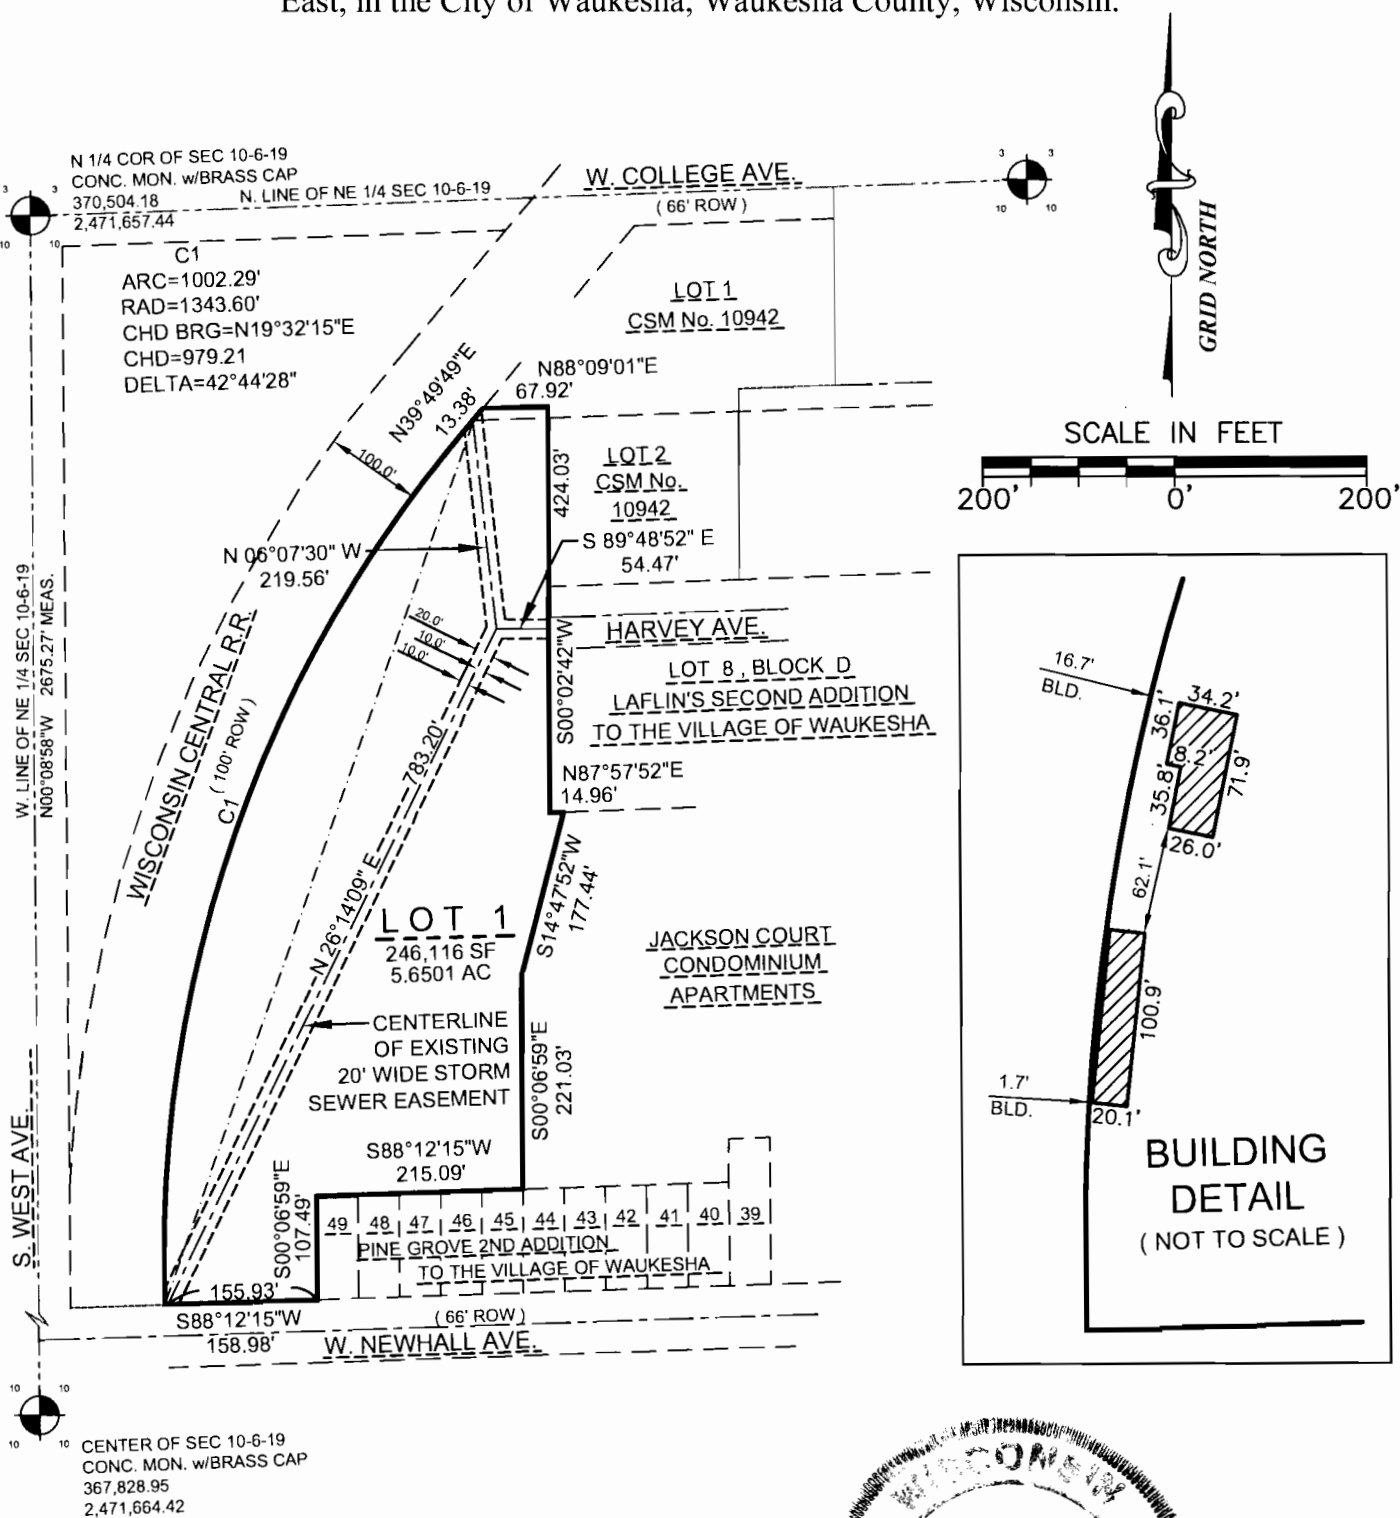 East, in the City of Waukesha, Waukesha County, Wisconsin.
N 1/4 COR OF SEC 10-6-19
CONC. MON. w/BRASS CAP
370,504.18
2,471,657.44
3 3
10 10
N. LINE OF NE 1/4 SEC 10-6-19
W. COLLEGE AVE.
( 66' ROW )
3 3
10 10
GRID NORTH
C1
ARC=1002.29'
RAD=1343.60'
CHD BRG=N19°32'15"E
CHD=979.21
DELTA=42°44'28"
LOT 1
CSM No. 10942
N39°49'49"E
13.38'
N88°09'01"E
67.92'
100.0'
SCALE IN FEET
200' 0' 200'
424.03'
LOT 2
CSM No.
10942
S 89°48'52" E
54.47'
N 06°07'30" W
219.56'
W. LINE OF NE 1/4 SEC 10-6-19
N00°08'58"W 2675.27' MEAS.
WISCONSIN CENTRAL R.R.
( 100' ROW )
C1
20.0'
10.0'
10.0'
S00°02'42"W
HARVEY AVE.
LOT 8 , BLOCK D
LAFLIN'S SECOND ADDITION
TO THE VILLAGE OF WAUKESHA
N87°57'52"E
14.96'
N 26°14'09" E 783.20'
LOT 1
246,116 SF
5.6501 AC
S14°47'52"W
177.44'
JACKSON COURT
CONDOMINIUM
APARTMENTS
CENTERLINE
OF EXISTING
20' WIDE STORM
SEWER EASEMENT
S00°06'59"E
221.03'
S88°12'15"W
215.09'
S00°06'59"E
107.49'
49 48 47 46 45 44 43 42 41 40 39
PINE GROVE 2ND ADDITION
TO THE VILLAGE OF WAUKESHA
155.93'
S88°12'15"W
158.98'
( 66' ROW )
W. NEWHALL AVE.
S. WEST AVE.
10 10
10 10
CENTER OF SEC 10-6-19
CONC. MON. w/BRASS CAP
367,828.95
2,471,664.42
16.7'
BLD.
34.2'
36.1'
8.2'
35.8'
71.9'
26.0'
62.1'
100.9'
1.7'
BLD.
20.1'
BUILDING
DETAIL
( NOT TO SCALE )
WISCONSIN